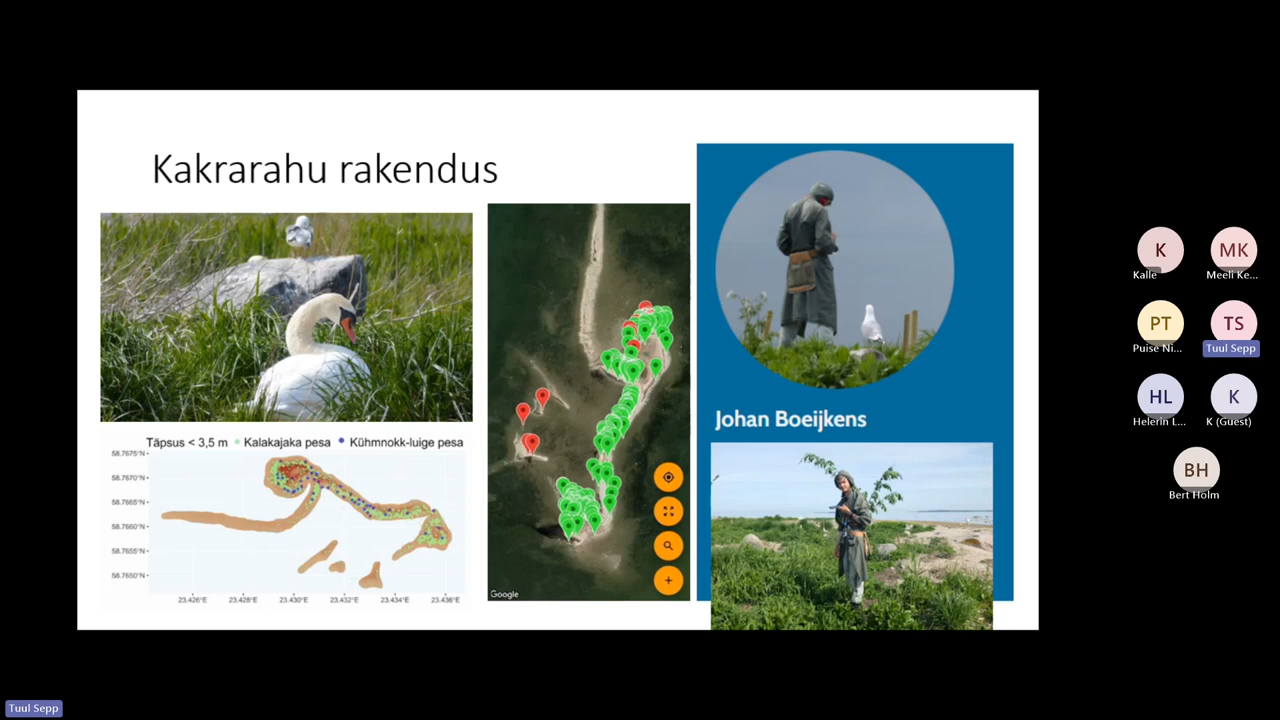 Kakrarahu rakendus
Täpsus < 3,5 m Kalakajaka pesa Kühmnokk-luige pesa
58.7675°N
58.7670°N
58.7665°N
58.7660°N
58.7655°N
58.7650°N
23.426°E 23.428°E 23.430°E 23.432°E 23.434°E 23.436°E
Google
Johan Boeijkens
K
Kalle
MK
Meeli Ke...
PT
Puise Ni...
TS
Tuul Sepp
HL
Helerin L...
K
K (Guest)
BH
Bert Holm
Tuul Sepp